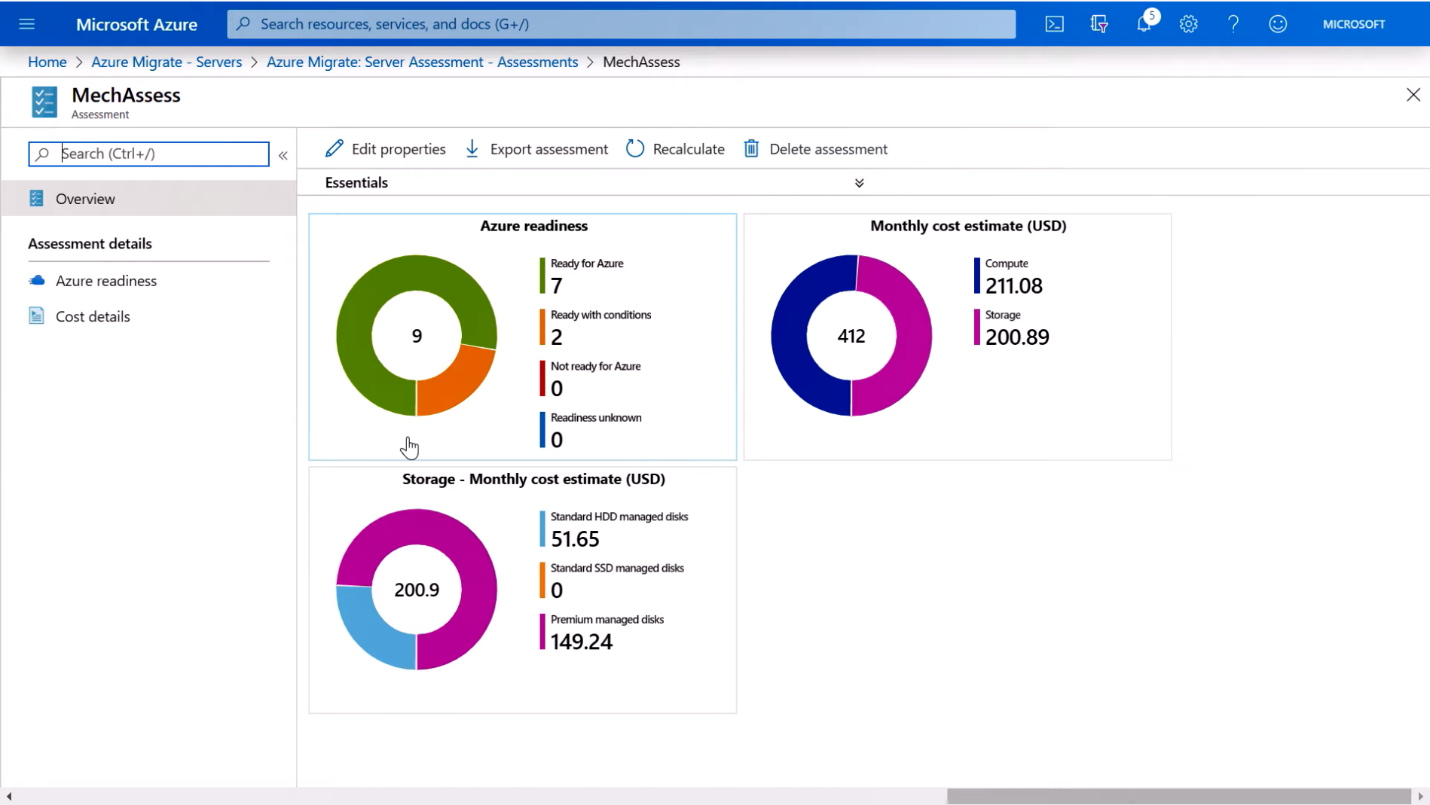 Microsoft Azure
Search resources, services, and docs (G+/)
5
MICROSOFT
Home > Azure Migrate - Servers > Azure Migrate: Server Assessment - Assessments > MechAssess
MechAssess
Assessment
Search (Ctrl+/)
Overview
Assessment details
Azure readiness
Cost details
Edit properties
Export assessment
Recalculate
Delete assessment
Essentials
Azure readiness
9
Ready for Azure
7
Ready with conditions
2
Not ready for Azure
0
Readiness unknown
0
Monthly cost estimate (USD)
412
Compute
211.08
Storage
200.89
Storage - Monthly cost estimate (USD)
200.9
Standard HDD managed disks
51.65
Standard SSD managed disks
0
Premium managed disks
149.24